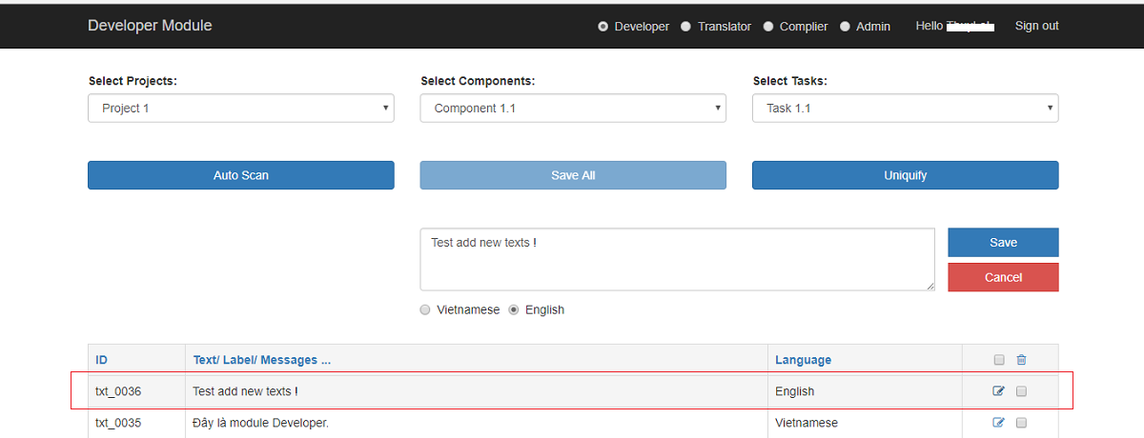 Developer Module Developer Translator Complier Admin Hello Sign out
Select Projects: Select Components: Select Tasks:
Project 1 Component 1.1 Task 1.1
Auto Scan Save All Uniquify
Test add new texts ! Save
Cancel
Vietnamese English
ID Text/ Label/ Messages ... Language
txt_0036 Test add new texts ! English
txt_0035 Đây là module Developer. Vietnamese